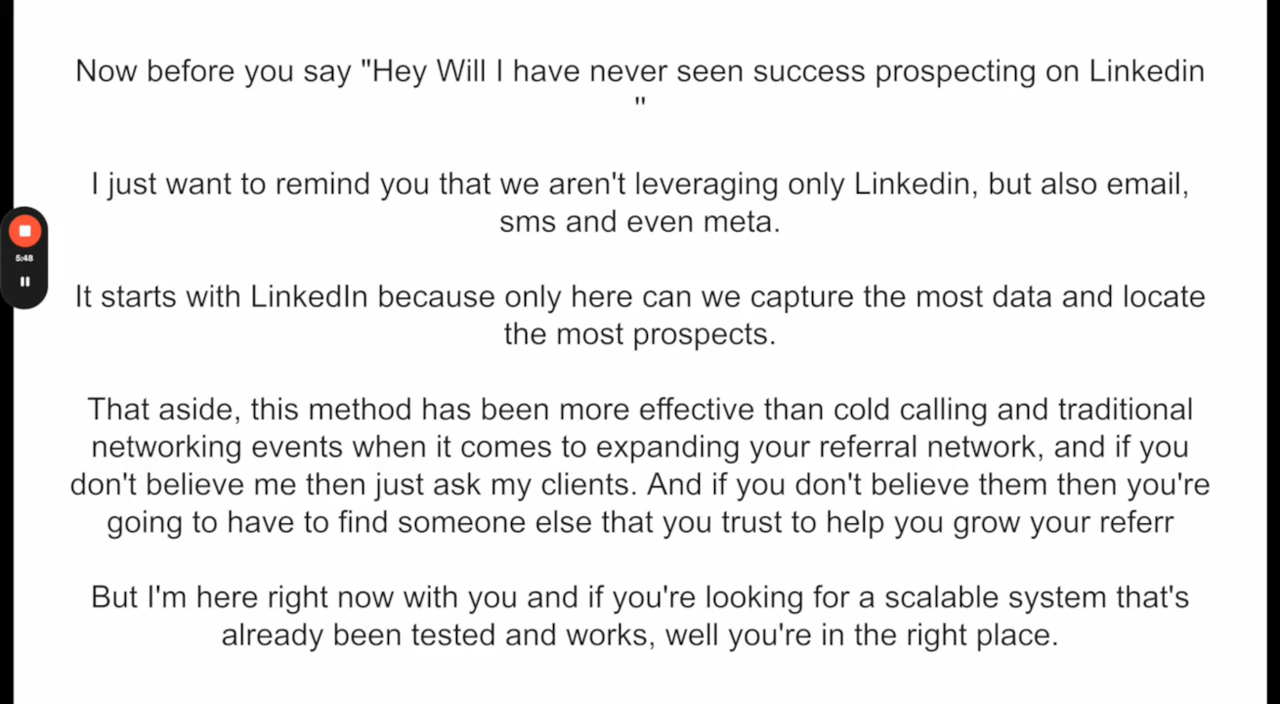 Now before you say "Hey Will I have never seen success prospecting on Linkedin
"
I just want to remind you that we aren't leveraging only Linkedin, but also email,
sms and even meta.
It starts with LinkedIn because only here can we capture the most data and locate
the most prospects.
That aside, this method has been more effective than cold calling and traditional
networking events when it comes to expanding your referral network, and if you
don't believe me then just ask my clients. And if you don't believe them then you're
going to have to find someone else that you trust to help you grow your referr
But I'm here right now with you and if you're looking for a scalable system that's
already been tested and works, well you're in the right place.
5:48